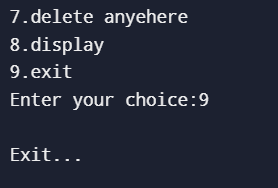 7.delete anyehere
8.display
9.exit
Enter your choice:9
Exit...